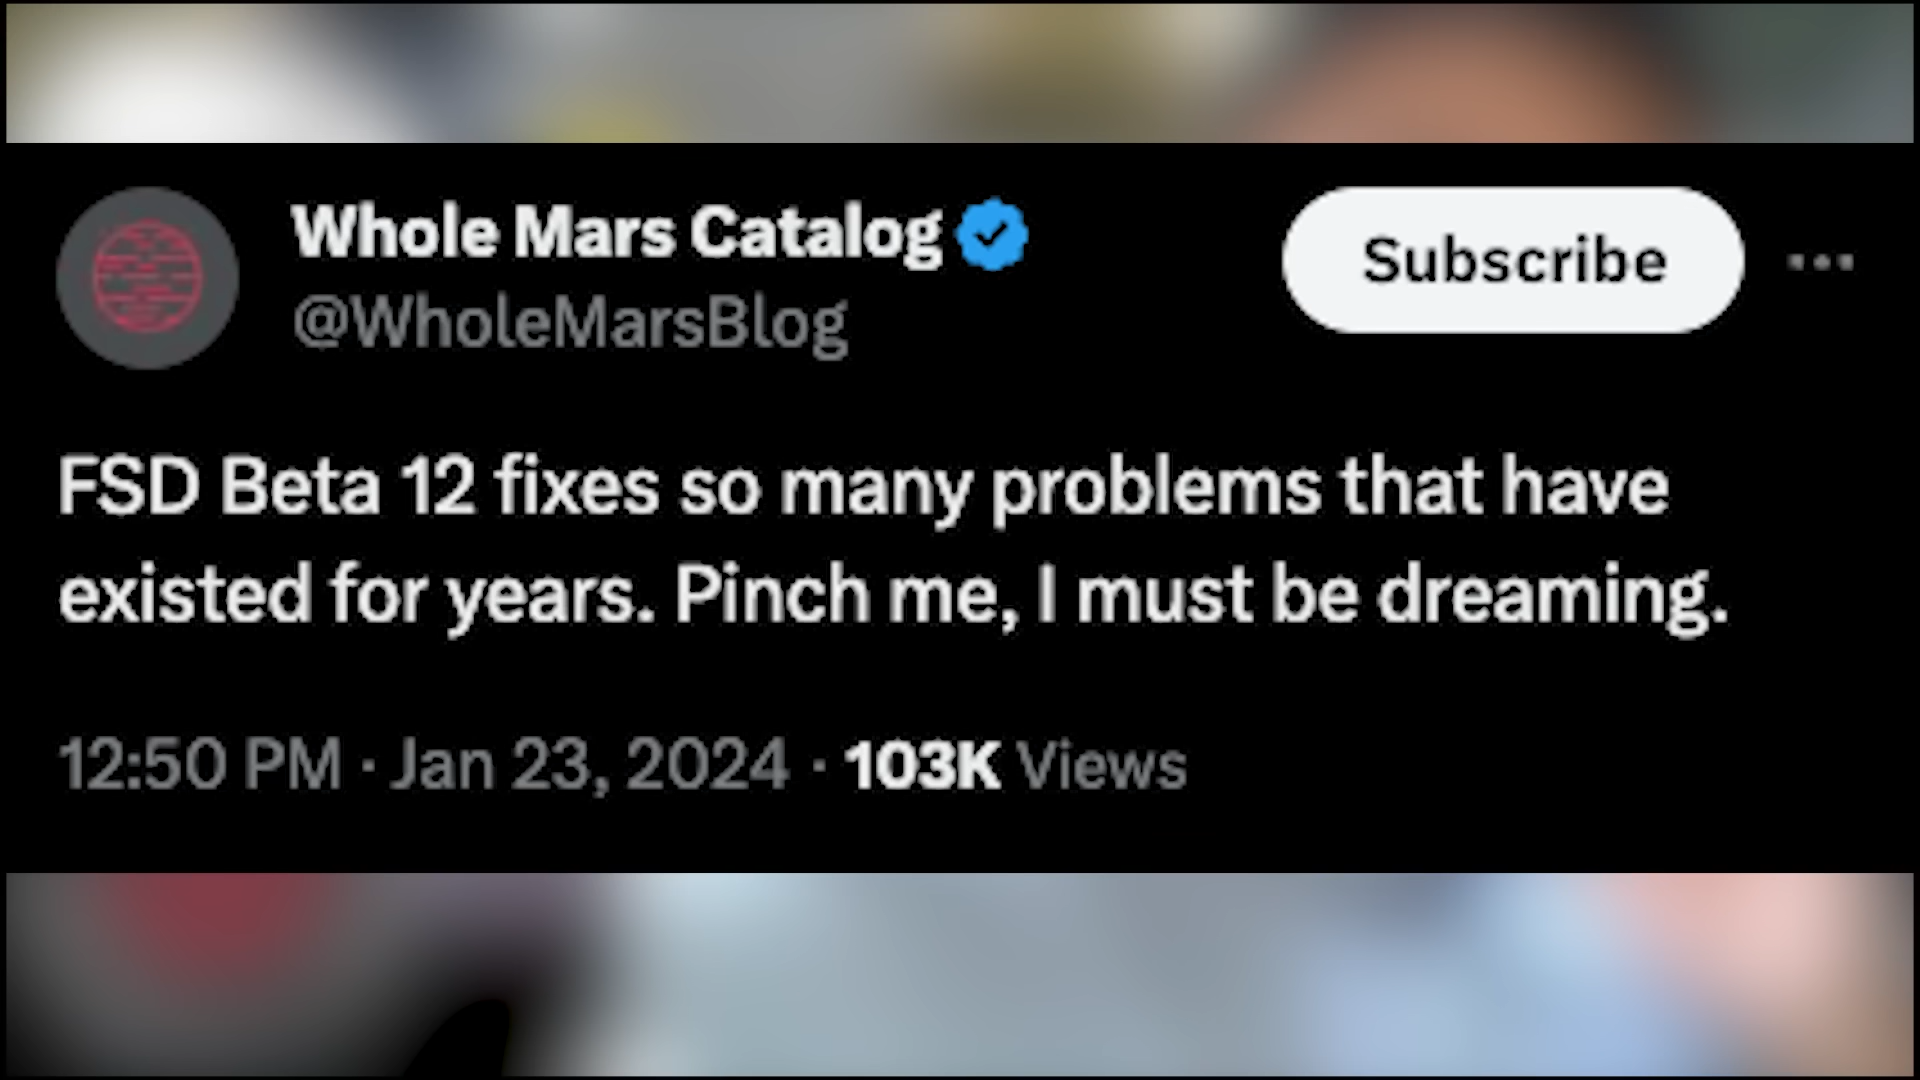 Whole Mars Catalog
Subscribe
@WholeMarsBlog
FSD Beta 12 fixes so many problems that have
existed for years. Pinch me, I must be dreaming.
12:50 PM · Jan 23, 2024 · 103K Views